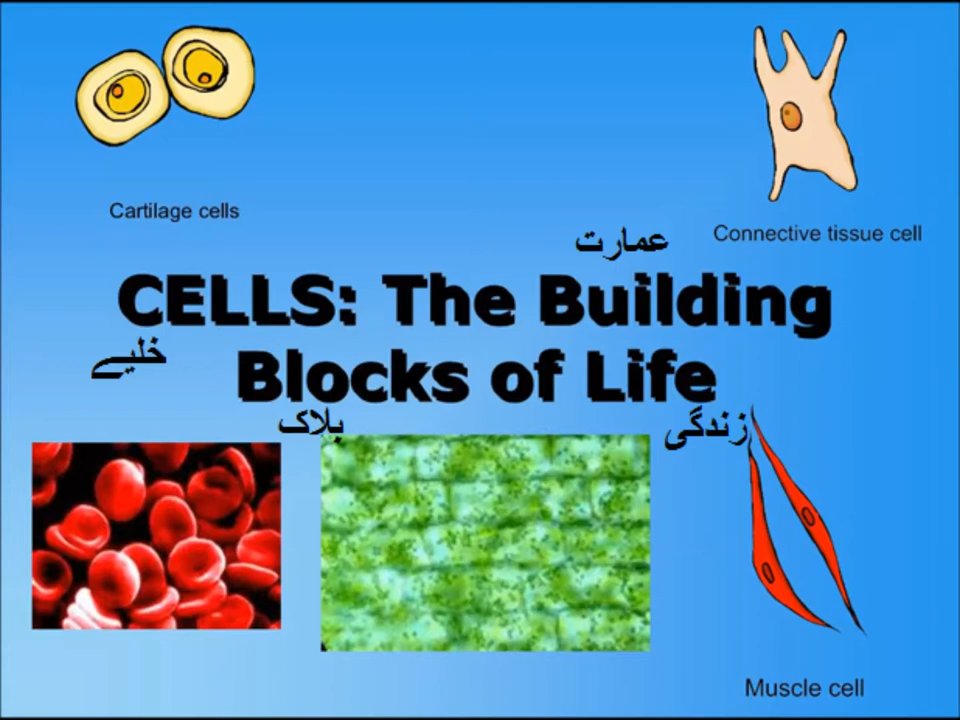 Cartilage cells
Connective tissue cell
عمارت
CELLS: The Building
خلیے
Blocks of Life
بلاک
زندگی
Muscle cell